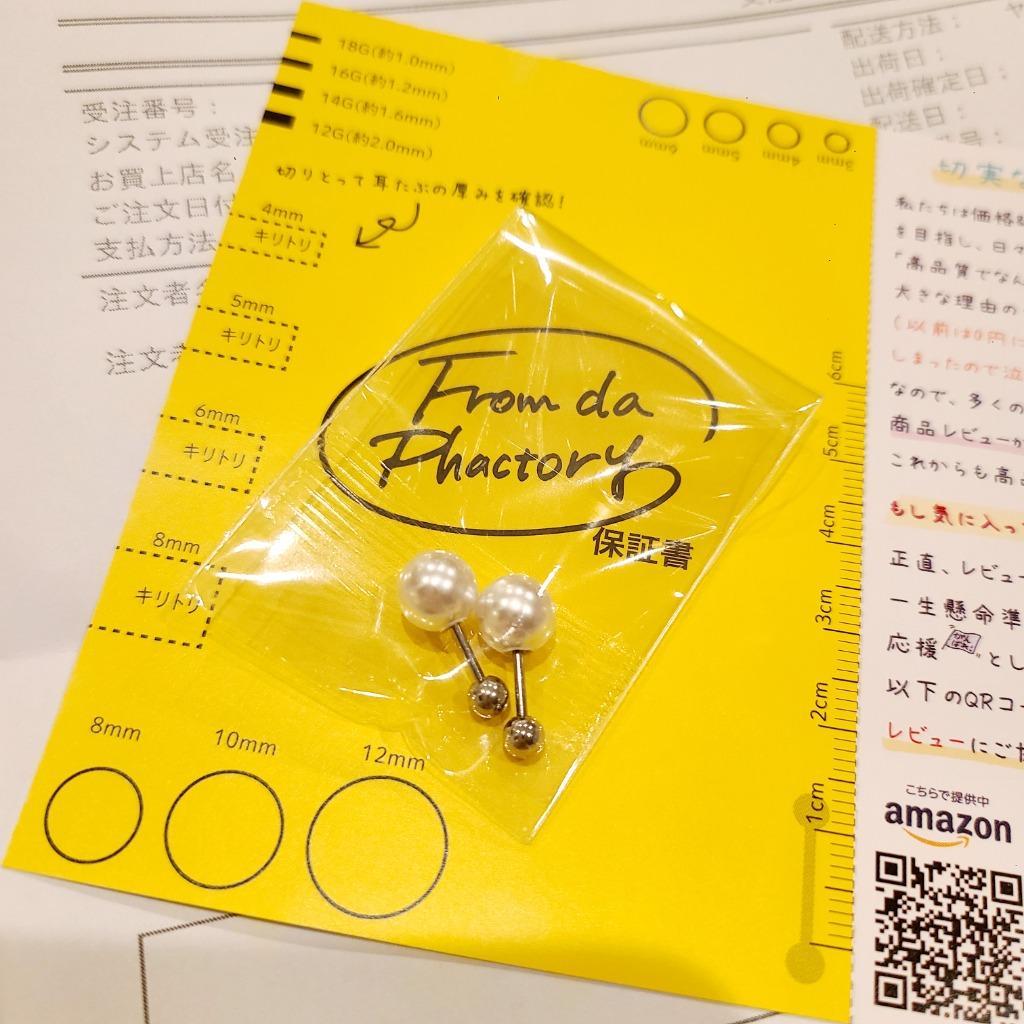 受注番号：
システム受注
お買上店名
ご注文日付
支払方法
注文者
注文者
配送方法： ヤ
出荷日：
出荷確定日：
配送日：
18G(約1.0mm)
16G(約1.2mm)
14G(約1.6mm)
12G(約2.0mm)
6mm 5mm 4mm 3mm
切りとって耳たぶの厚みを確認！
4mm
キリトリ
5mm
キリトリ
6mm
キリトリ
8mm
キリトリ
From da
Phactory
保証書
8mm 10mm 12mm
6cm
5cm
4cm
3cm
2cm
1cm
切実な
私たちは価格
を目指し、日々
「高品質でなん
大きな理由の
（以前は0円に
しまったので泣
なので、多くの
商品レビューが
これからも高
もし気に入っ
正直、レビュー
一生懸命準
応援 とし
以下のQRコー
レビューにご
こちらで提供中
amazon